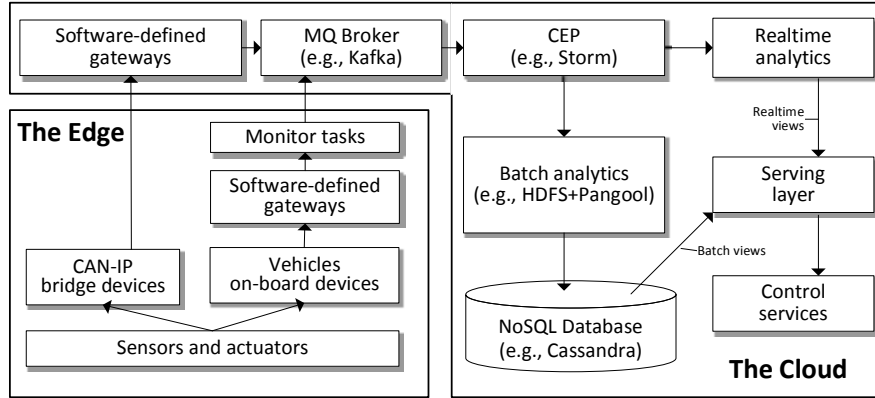 Software-defined
gateways
MQ Broker
(e.g., Kafka)
CEP
(e.g., Storm)
Realtime
analytics
The Edge
Monitor tasks
Software-defined
gateways
CAN-IP
bridge devices
Vehicles
on-board devices
Sensors and actuators
Batch analytics
(e.g., HDFS+Pangool)
NoSQL Database
(e.g., Cassandra)
Realtime
views
Serving
layer
Batch views
Control
services
The Cloud